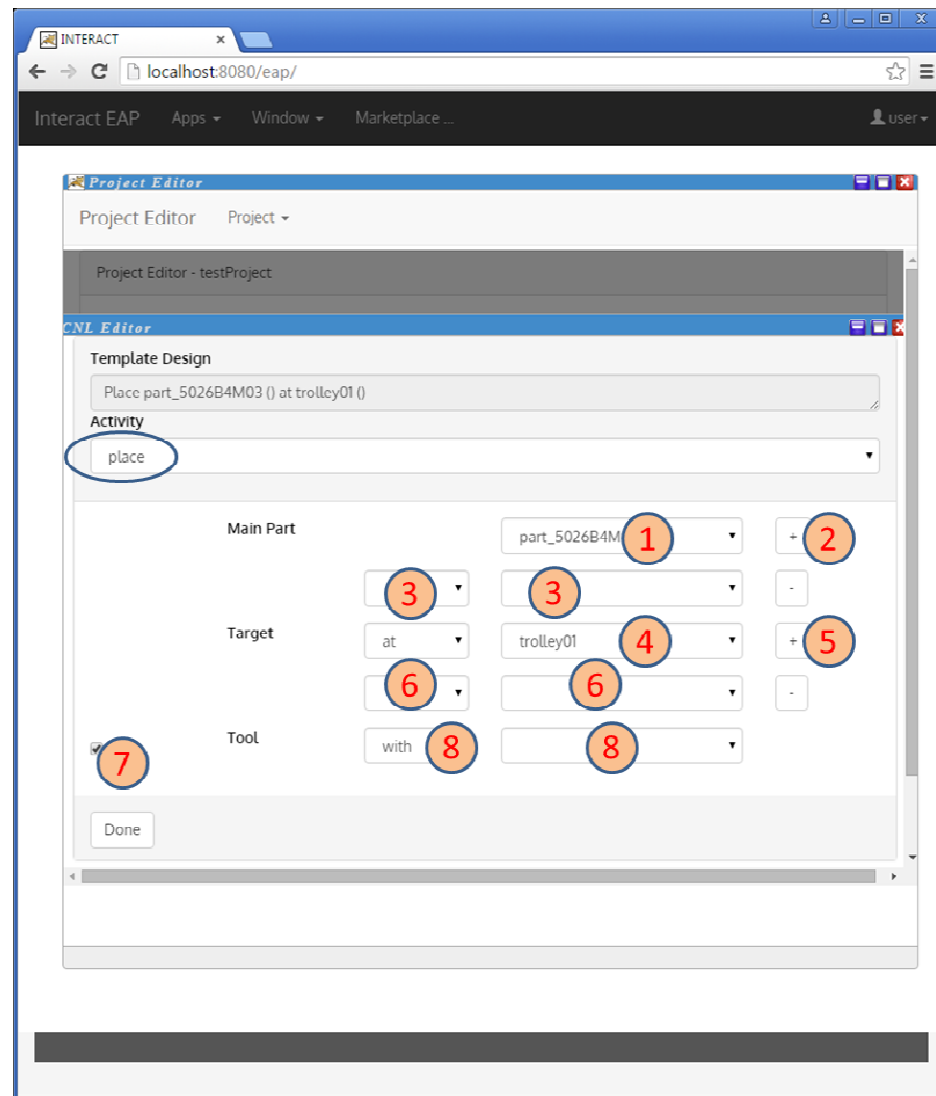 INTERACT
localhost:8080/eap/
Interact EAP Apps Window Marketplace ... user
Project Editor
Project Editor Project
Project Editor - testProject
CNL Editor
Template Design
Place part_5026B4M03 () at trolley01 ()
Activity
place
Main Part part_5026B4M 1 + 2
3 3 -
Target at trolley01 4 + 5
6 6 -
7 Tool with 8 8
Done